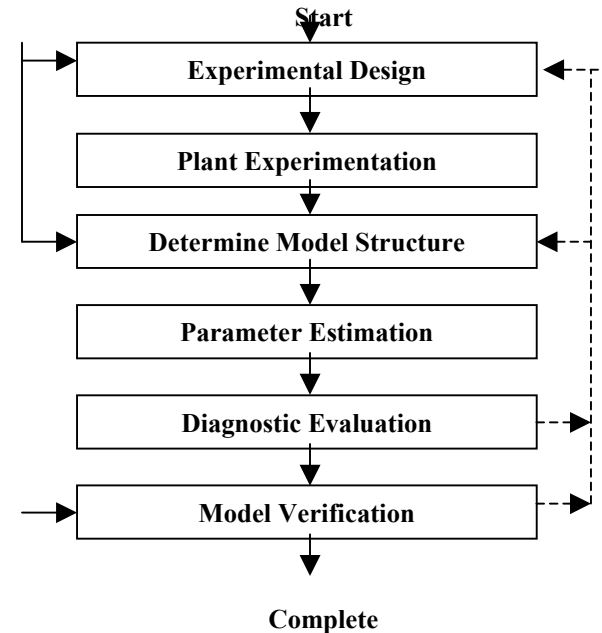 Start
Experimental Design
Plant Experimentation
Determine Model Structure
Parameter Estimation
Diagnostic Evaluation
Model Verification
Complete